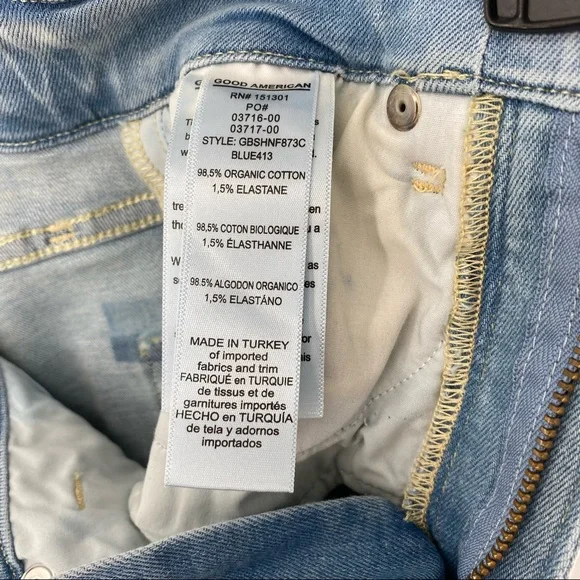 GOOD AMERICAN
RN# 151301
PO#
03716-00
03717-00
STYLE: GBSHNF873C
BLUE413
98,5% ORGANIC COTTON
1,5% ELASTANE
98,5% COTON BIOLOGIQUE
1,5% ÉLASTHANNE
98.5% ALGODON ORGANICO
1,5% ELASTÁNO
MADE IN TURKEY
of imported
fabrics and trim
FABRIQUÉ en TURQUIE
de tissus et de
garnitures importés
HECHO en TURQUÍA
de tela y adornos
importados